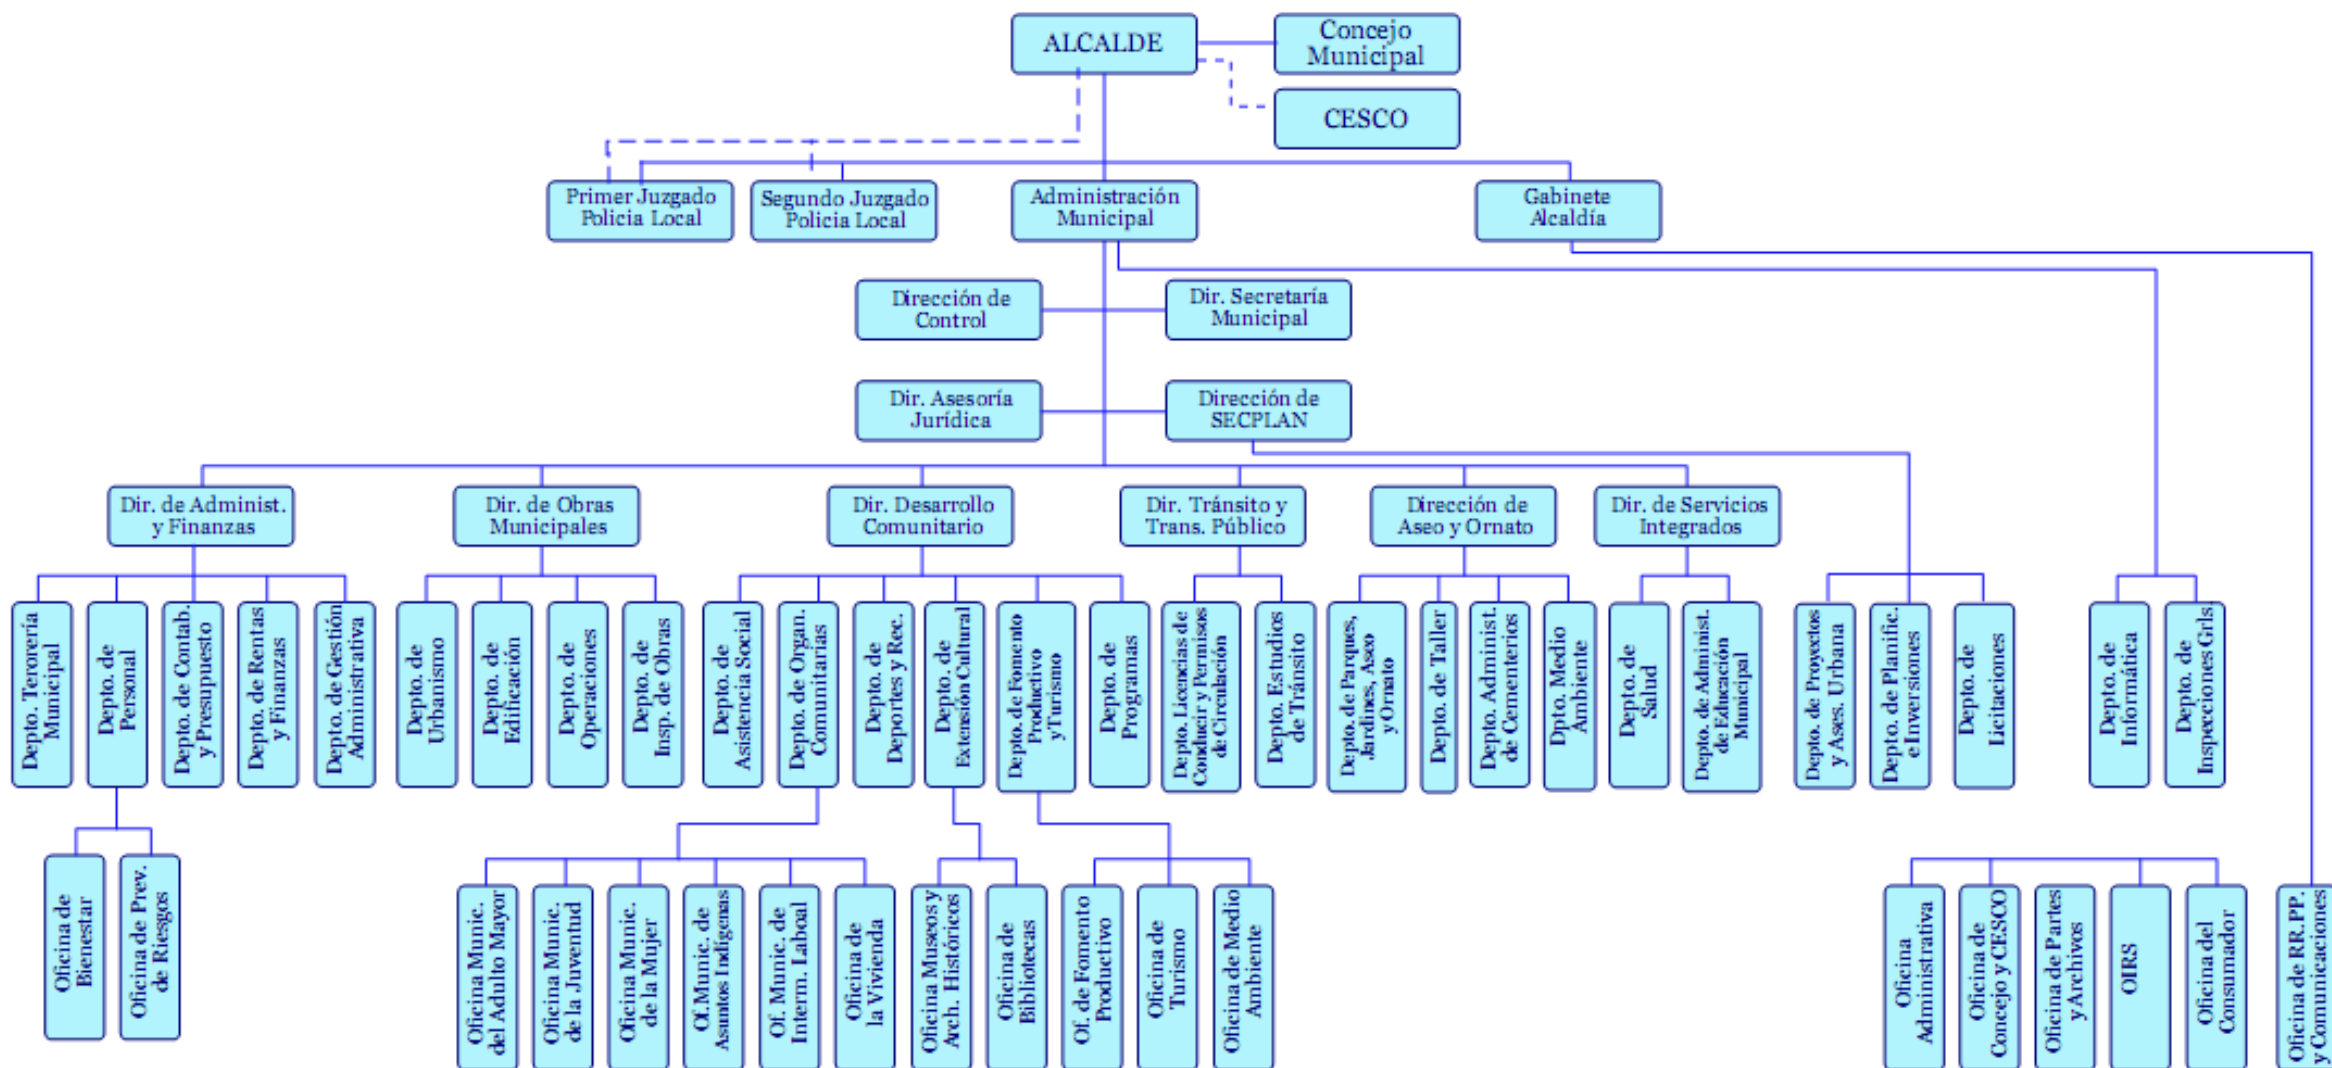 ALCALDE
Concejo
Municipal
CESCO
Primer Juzgado
Policia Local
Segundo Juzgado
Policia Local
Administración
Municipal
Gabinete
Alcaldía
Dirección de
Control
Dir. Secretaría
Municipal
Dir. Asesoría
Jurídica
Dirección de
SECPLAN
Dir. de Administ.
y Finanzas
Dir. de Obras
Municipales
Dir. Desarrollo
Comunitario
Dir. Tránsito y
Trans. Público
Dirección de
Aseo y Ornato
Dir. de Servicios
Integrados
Depto. Terorería
Municipal
Depto. de
Personal
Depto. de Contab.
y Presupuesto
Depto. de Rentas
y Finanzas
Depto. de Gestión
Administrativa
Depto. de
Urbanismo
Depto. de
Edificación
Depto. de
Operaciones
Depto. de
Insp. de Obras
Depto. de
Asistencia Social
Depto. de Organ.
Comunitarias
Depto. de
Deportes y Rec.
Depto. de
Extensión Cultural
Depto. de Fomento
Productivo
y Turismo
Depto. de
Programas
Depto. Licencias de
Conducir y Permisos
de Circulación
Depto. Estudios
de Tránsito
Depto. de Parques,
Jardines, Aseo
y Ornato
Depto. de Taller
Depto. Administ.
de Cementerios
Dpto. Medio
Ambiente
Depto. de
Salud
Depto. de Administ.
de Educación
Municipal
Depto. de Proyectos
y Ases. Urbana
Depto. de Planific.
e Inversiones
Depto. de
Licitaciones
Depto. de
Informática
Depto. de
Inspecciones Grls.
Oficina de
Bienestar
Oficina de Prev.
de Riesgos
Oficina Munic.
del Adulto Mayor
Oficina Munic.
de la Juventud
Oficina Munic.
de la Mujer
Of. Munic. de
Asuntos Indígenas
Of. Munic. de
Interm. Laboal
Oficina de
la Vivienda
Oficina Museos y
Arch. Históricos
Oficina de
Bibliotecas
Of. de Fomento
Productivo
Oficina de
Turismo
Oficina de Medio
Ambiente
Oficina
Administrativa
Oficina de
Concejo y CESCO
Oficina de Partes
y Archivos
OIRS
Oficina del
Consumador
Oficina de RR.PP.
y Comunicaciones